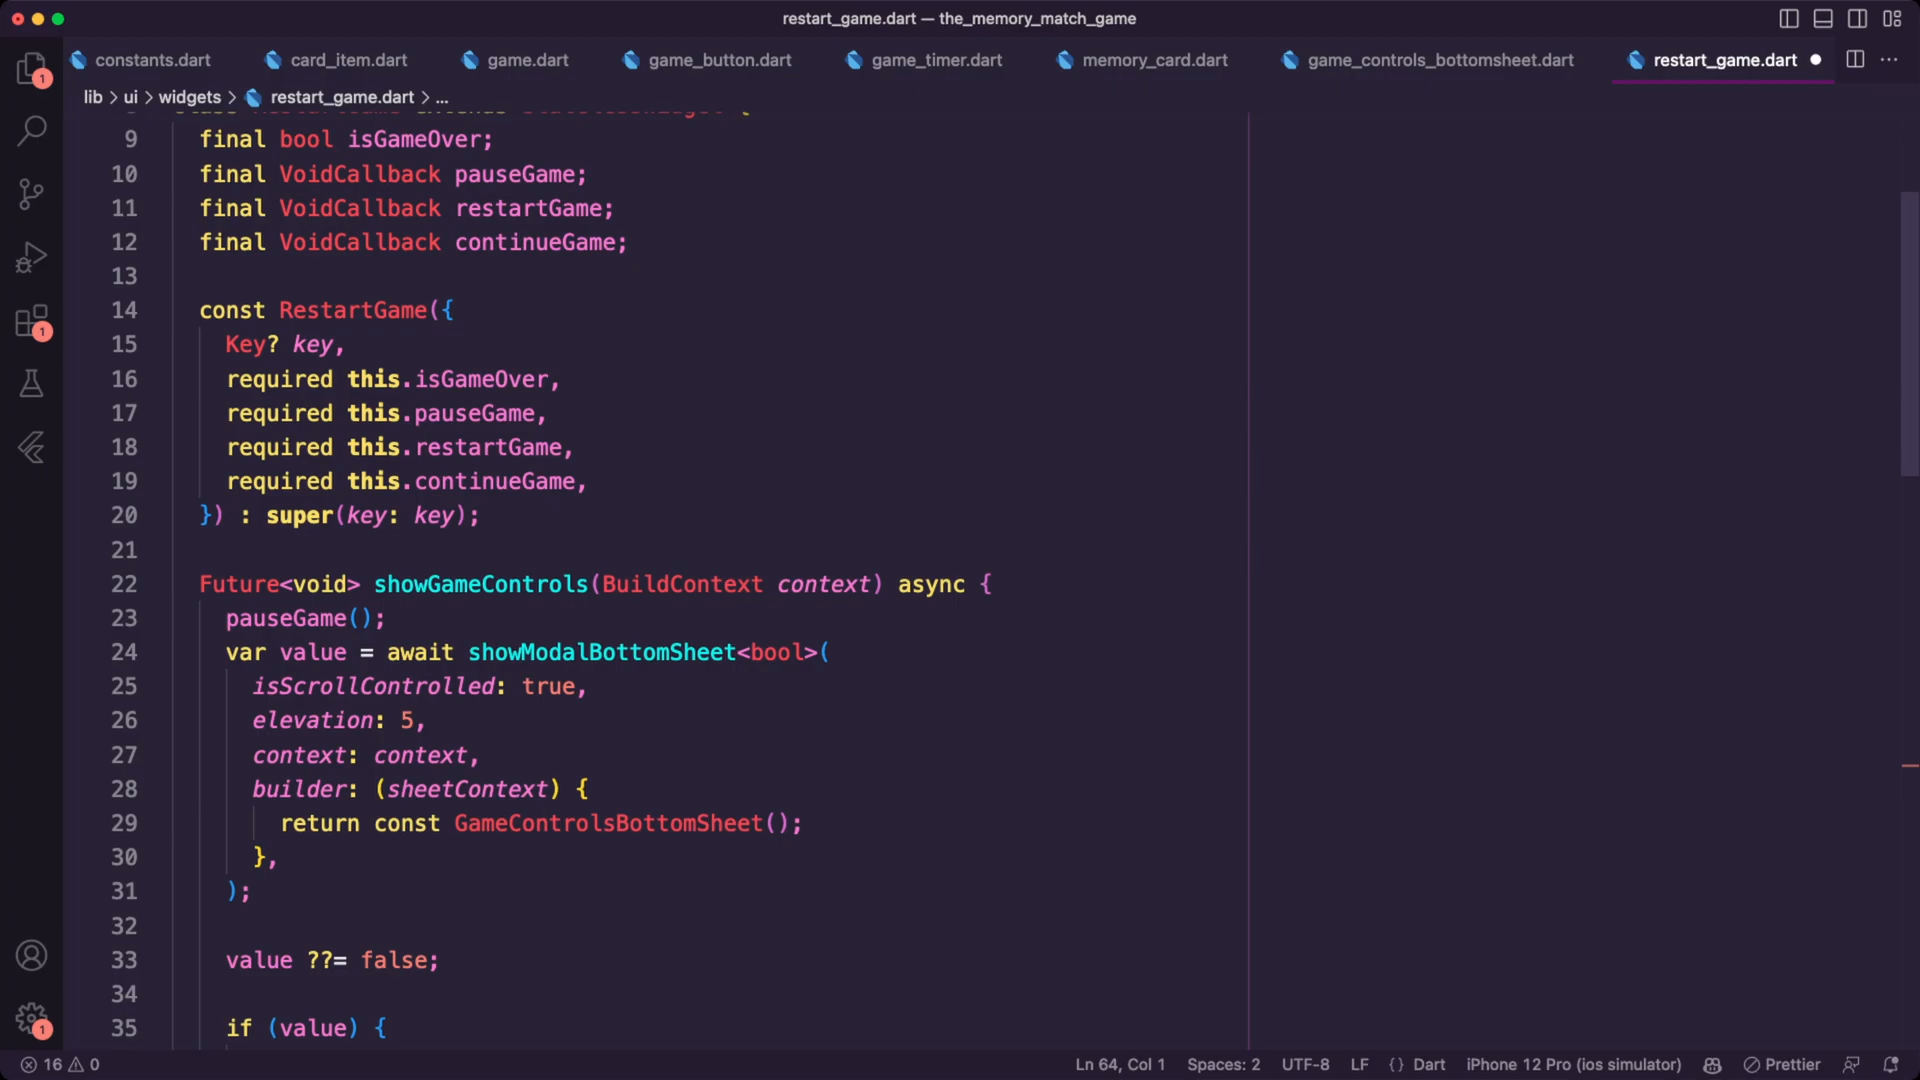 restart_game.dart — the_memory_match_game
constants.dart card_item.dart game.dart game_button.dart game_timer.dart memory_card.dart game_controls_bottomsheet.dart restart_game.dart
lib > ui > widgets > restart_game.dart > ...
9 final bool isGameOver;
10 final VoidCallback pauseGame;
11 final VoidCallback restartGame;
12 final VoidCallback continueGame;
13
14 const RestartGame({
15 Key? key,
16 required this.isGameOver,
17 required this.pauseGame,
18 required this.restartGame,
19 required this.continueGame,
20 }) : super(key: key);
21
22 Future<void> showGameControls(BuildContext context) async {
23 pauseGame();
24 var value = await showModalBottomSheet<bool>(
25 isScrollControlled: true,
26 elevation: 5,
27 context: context,
28 builder: (sheetContext) {
29 return const GameControlsBottomSheet();
30 },
31 );
32
33 value ??= false;
34
35 if (value) {
1
1
1
16 0 Ln 64, Col 1 Spaces: 2 UTF-8 LF {} Dart iPhone 12 Pro (ios simulator) Prettier